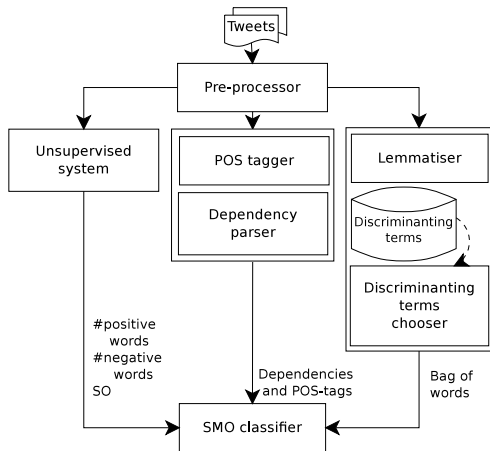 Tweets
Pre-processor
Unsupervised
system
POS tagger
Dependency
parser
Lemmatiser
Discriminanting
terms
Discriminanting
terms
chooser
#positive
words
#negative
words
SO
Dependencies
and POS-tags
Bag of
words
SMO classifier